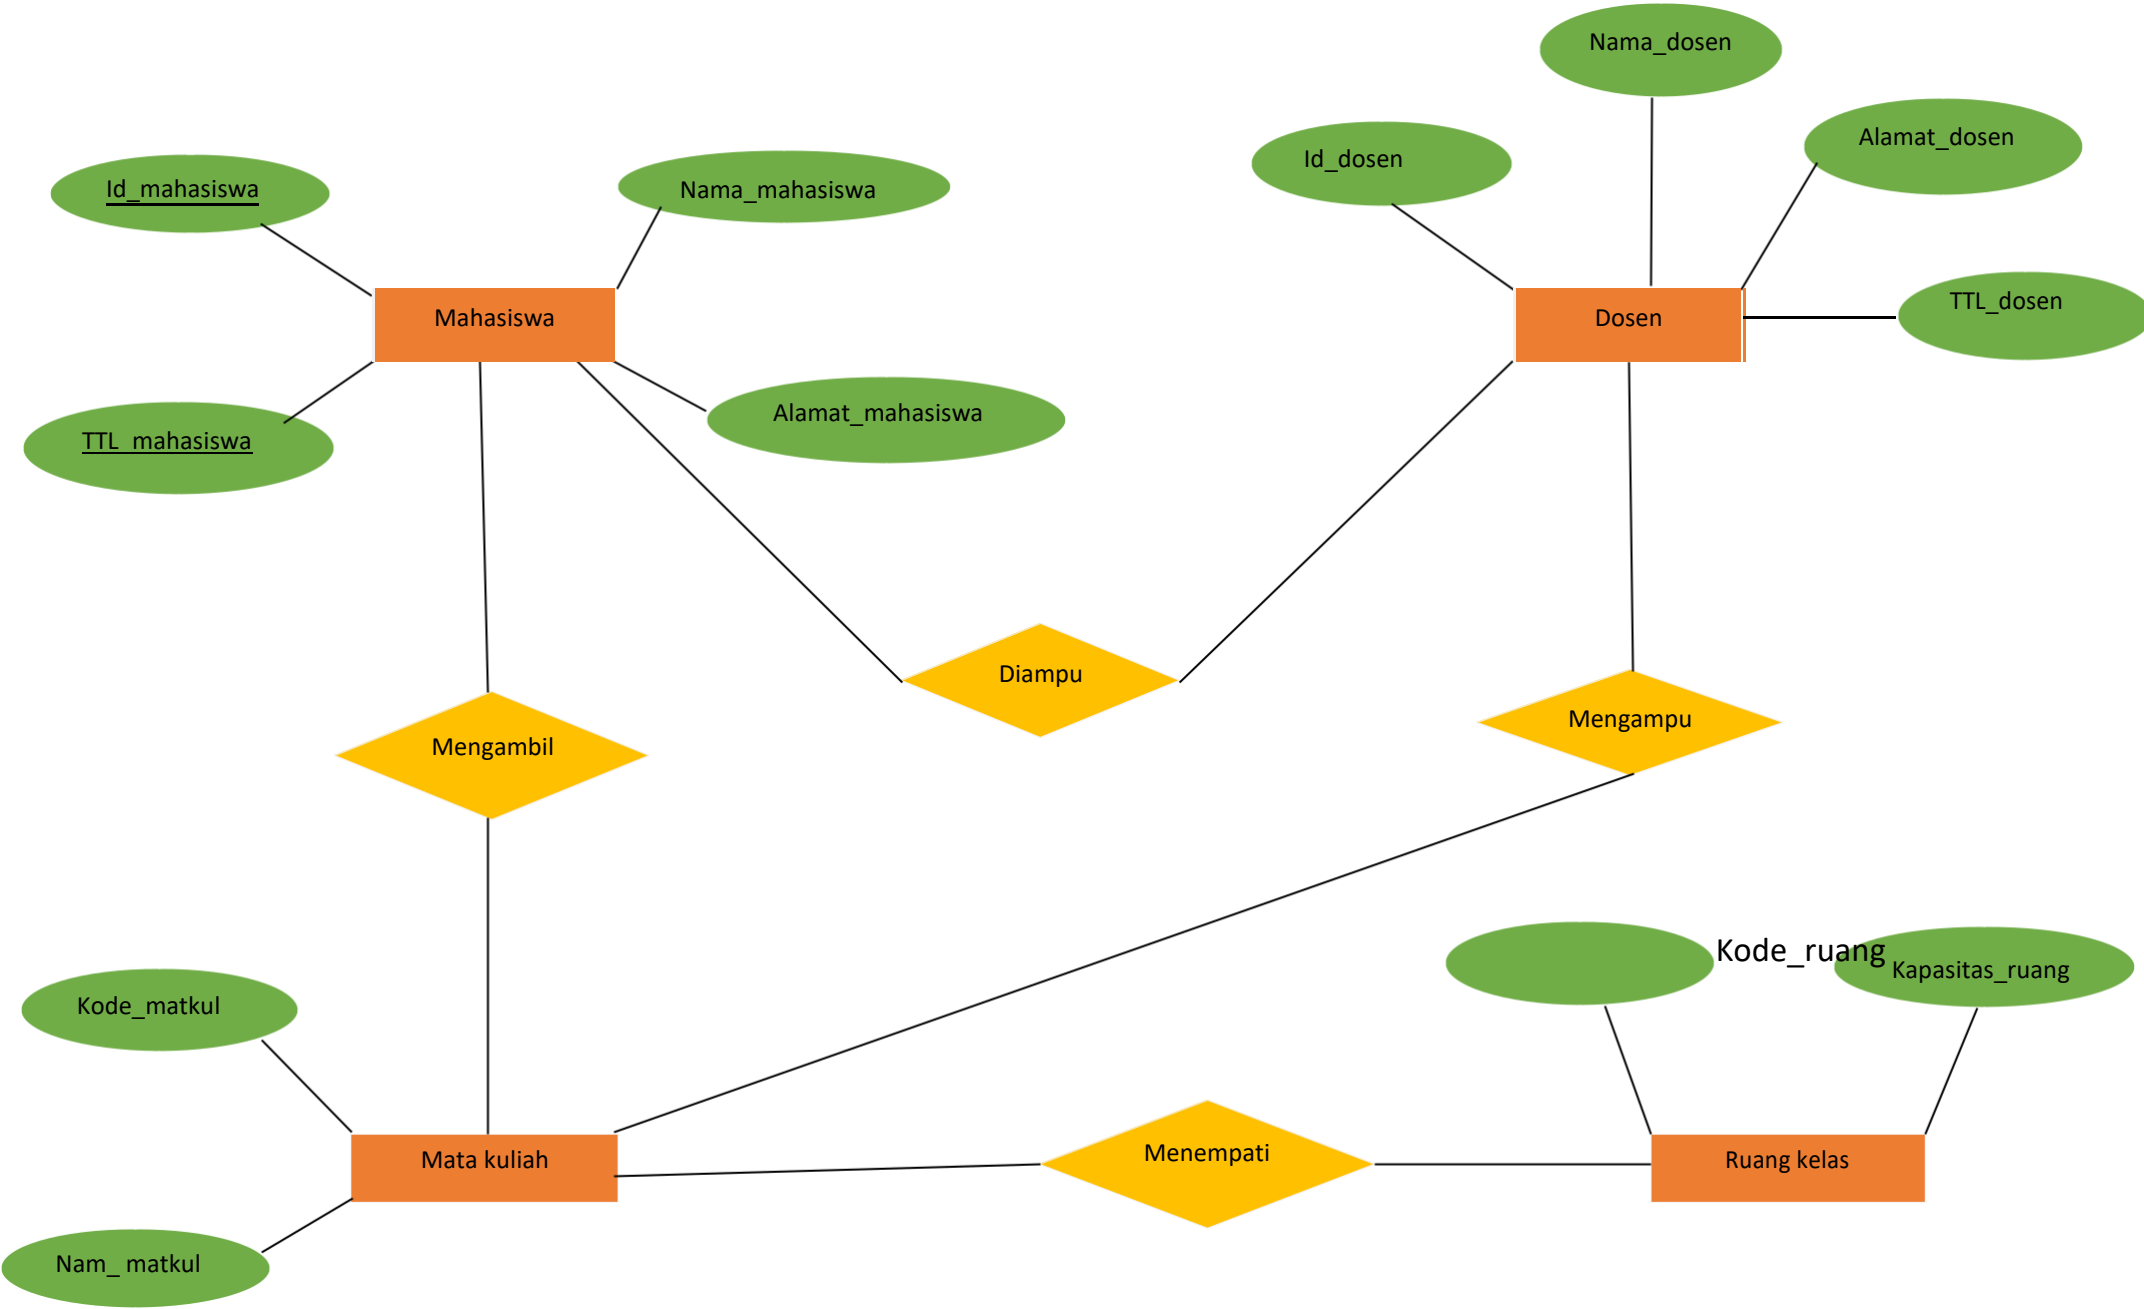 Nama_dosen
Alamat_dosen
Id_dosen
Id_mahasiswa
Nama_mahasiswa
TTL_dosen
Mahasiswa
Dosen
Alamat_mahasiswa
TTL_mahasiswa
Diampu
Mengampu
Mengambil
Kode_ruang
Kapasitas_ruang
Kode_matkul
Menempati
Mata kuliah
Ruang kelas
Nam_ matkul